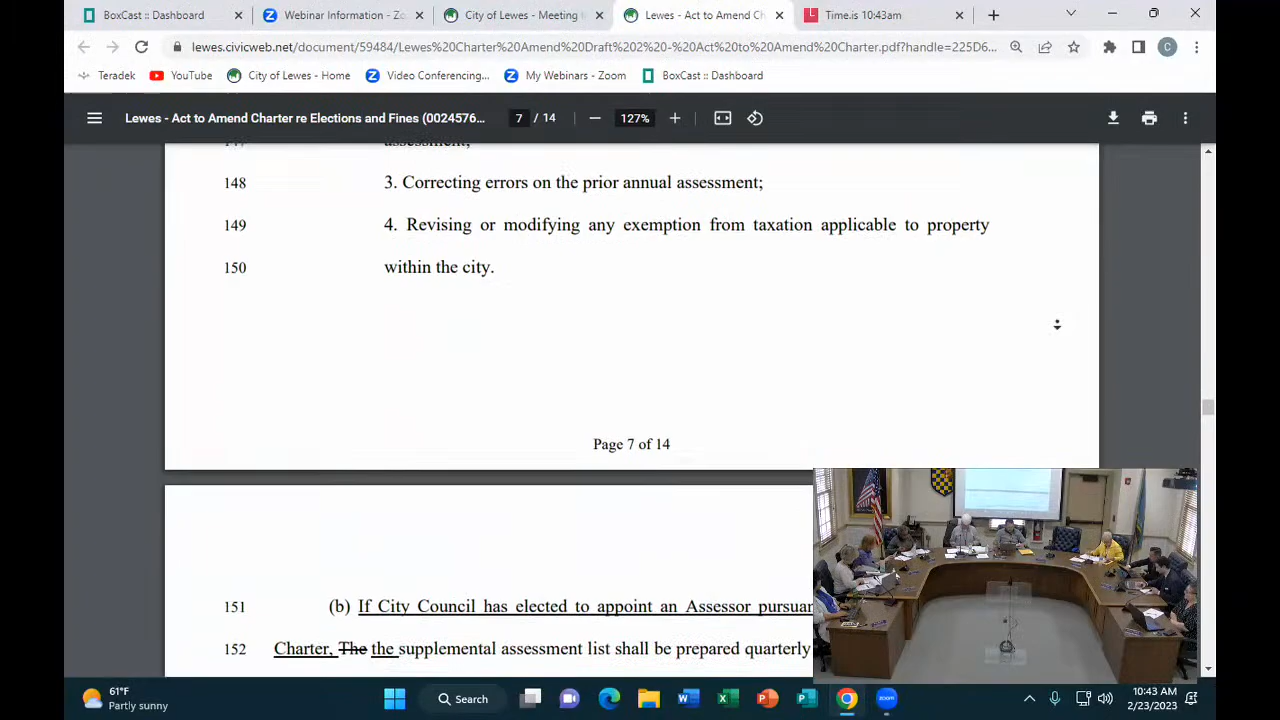 BoxCast :: Dashboard
Webinar Information - Zo
City of Lewes - Meeting
Lewes - Act to Amend Ch
Time.is 10:43am
lewes.civicweb.net/document/59484/Lewes%20Charter%20Amend%20Draft%202%20-%20Act%20to%20Amend%20Charter.pdf?handle=225D6...
C
Teradek
YouTube
City of Lewes - Home
Video Conferencing...
My Webinars - Zoom
BoxCast :: Dashboard
Lewes - Act to Amend Charter re Elections and Fines (0024576...
7 / 14
127%
147 assessment;
148 3. Correcting errors on the prior annual assessment;
149 4. Revising or modifying any exemption from taxation applicable to property
150 within the city.
Page 7 of 14
151 (b) If City Council has elected to appoint an Assessor pursuan
152 Charter, The the supplemental assessment list shall be prepared quarterly
61°F
Partly sunny
Search
zoom
10:43 AM
2/23/2023